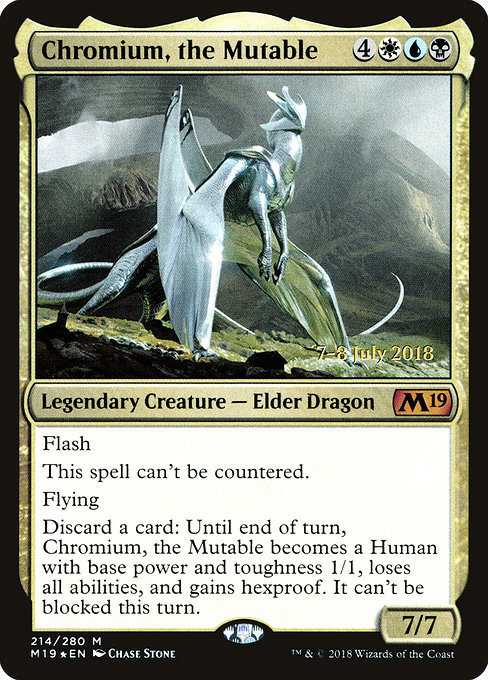 Chromium, the Mutable 4
7-8 July 2018
Legendary Creature — Elder Dragon M19
Flash
This spell can't be countered.
Flying
Discard a card: Until end of turn,
Chromium, the Mutable becomes a Human
with base power and toughness 1/1, loses
all abilities, and gains hexproof. It can't be
blocked this turn.
7/7
214/280 M
M19★EN Chase Stone ™ & © 2018 Wizards of the Coast